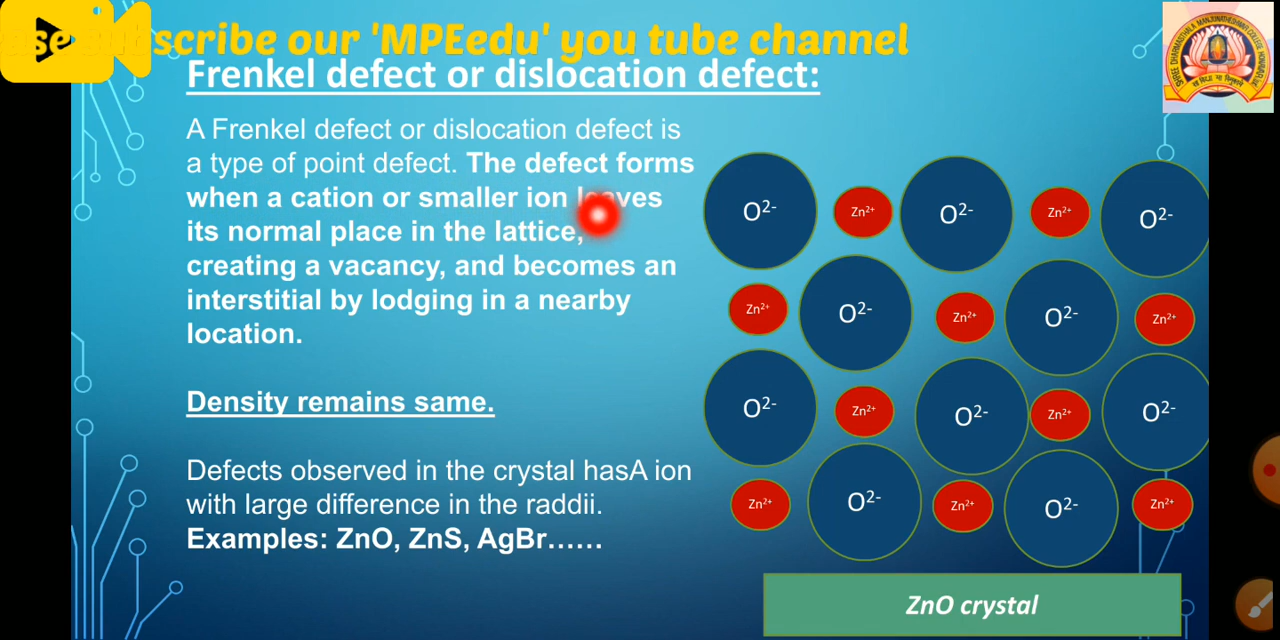 scribe our 'MPEedu' you tube channel
Frenkel defect or dislocation defect:
A Frenkel defect or dislocation defect is
a type of point defect. The defect forms
when a cation or smaller ion leaves
its normal place in the lattice,
creating a vacancy, and becomes an
interstitial by lodging in a nearby
location.
Density remains same.
Defects observed in the crystal hasA ion
with large difference in the raddii.
Examples: ZnO, ZnS, AgBr......
O²⁻ Zn²⁺ O²⁻ Zn²⁺ O²⁻
Zn²⁺ O²⁻ Zn²⁺ O²⁻ Zn²⁺
O²⁻ Zn²⁺ O²⁻ Zn²⁺ O²⁻
Zn²⁺ O²⁻ Zn²⁺ O²⁻ Zn²⁺
ZnO crystal